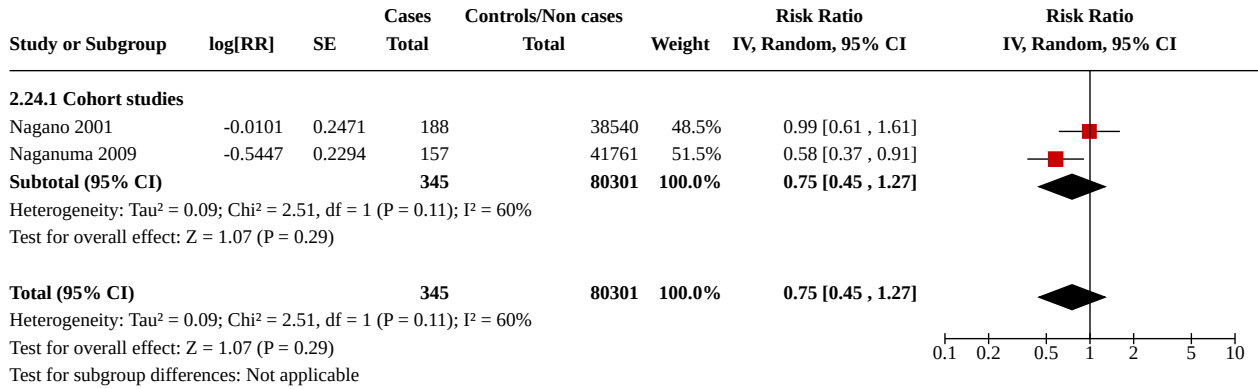 Cases Controls/Non cases Risk Ratio Risk Ratio
Study or Subgroup log[RR] SE Total Total Weight IV, Random, 95% CI IV, Random, 95% CI
2.24.1 Cohort studies
Nagano 2001 -0.0101 0.2471 188 38540 48.5% 0.99 [0.61 , 1.61]
Naganuma 2009 -0.5447 0.2294 157 41761 51.5% 0.58 [0.37 , 0.91]
Subtotal (95% CI) 345 80301 100.0% 0.75 [0.45 , 1.27]
Heterogeneity: Tau² = 0.09; Chi² = 2.51, df = 1 (P = 0.11); I² = 60%
Test for overall effect: Z = 1.07 (P = 0.29)
Total (95% CI) 345 80301 100.0% 0.75 [0.45 , 1.27]
Heterogeneity: Tau² = 0.09; Chi² = 2.51, df = 1 (P = 0.11); I² = 60%
Test for overall effect: Z = 1.07 (P = 0.29) 0.1 0.2 0.5 1 2 5 10
Test for subgroup differences: Not applicable